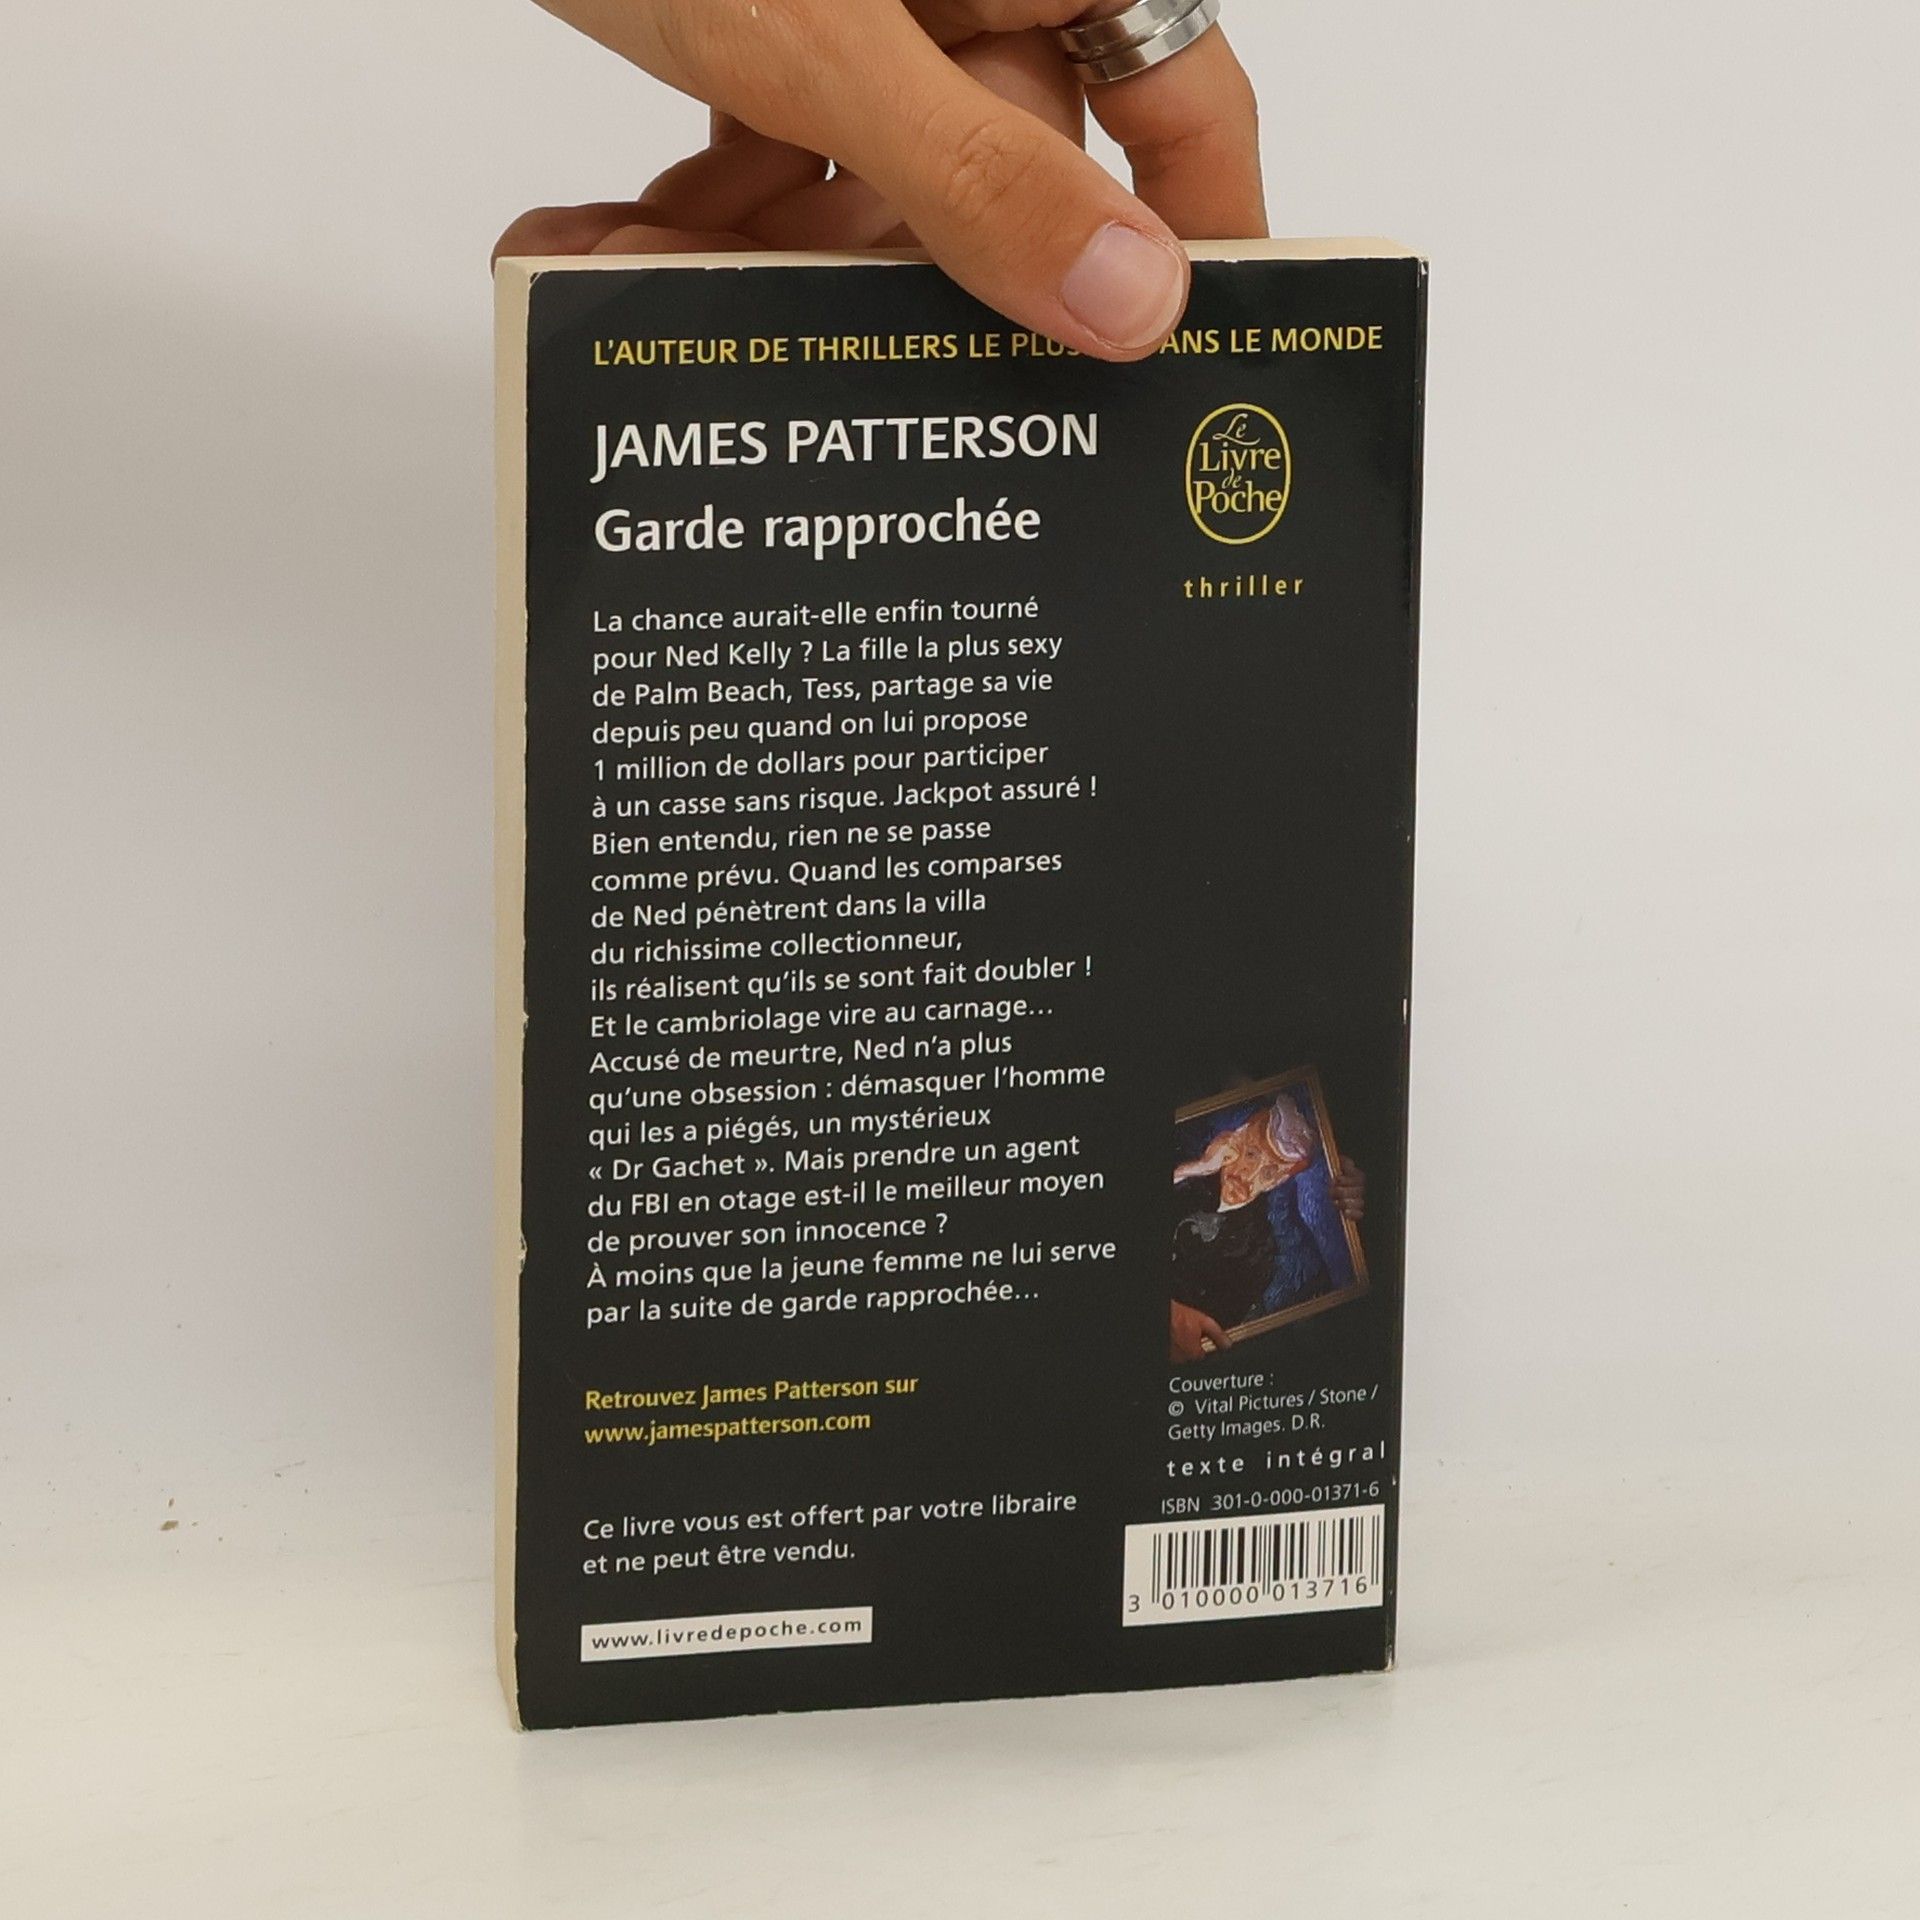 L'AUTEUR DE THRILLERS LE PLUS DANS LE MONDE
JAMES PATTERSON
Garde rapprochée
Le
Livre
de
Poche
thriller
La chance aurait-elle enfin tourné
pour Ned Kelly ? La fille la plus sexy
de Palm Beach, Tess, partage sa vie
depuis peu quand on lui propose
1 million de dollars pour participer
à un casse sans risque. Jackpot assuré !
Bien entendu, rien ne se passe
comme prévu. Quand les comparses
de Ned pénètrent dans la villa
du richissime collectionneur,
ils réalisent qu'ils se sont fait doubler !
Et le cambriolage vire au carnage...
Accusé de meurtre, Ned n'a plus
qu'une obsession : démasquer l'homme
qui les a piégés, un mystérieux
« Dr Gachet ». Mais prendre un agent
du FBI en otage est-il le meilleur moyen
de prouver son innocence ?
À moins que la jeune femme ne lui serve
par la suite de garde rapprochée...
Retrouvez James Patterson sur
www.jamespatterson.com
Ce livre vous est offert par votre libraire
et ne peut être vendu.
www.livredepoche.com
Couverture :
© Vital Pictures / Stone /
Getty Images. D.R.
texte intégral
ISBN 301-0-000-01371-6
3 010000 013716